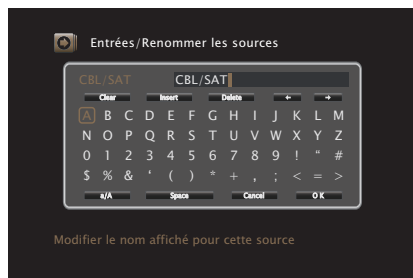 Entrées/Renommer les sources
CBL/SAT CBL/SAT
Clear Insert Delete ← →
A B C D E F G H I J K L M
N O P Q R S T U V W X Y Z
0 1 2 3 4 5 6 7 8 9 ! “ #
$ % & ‘ ( ) * + , ; < = >
a/A Space Cancel OK
Modifier le nom affiché pour cette source